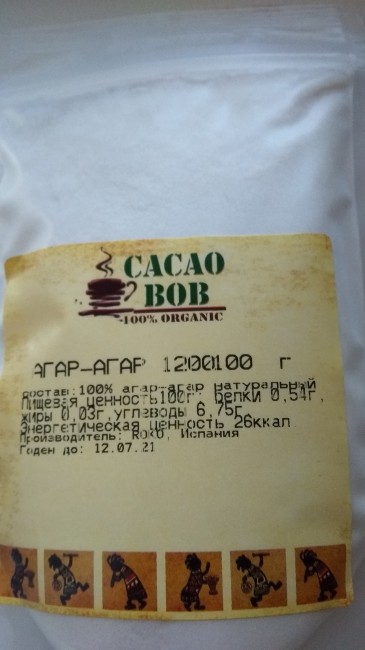 CACAO
BOB
-100% ORGANIC
АГАР-АГАР 1200100 г
Состав:100% агар-агар натуральный
Пищевая ценность100г: белки 0,54г,
жиры 0,03г,углеводы 6,75г
Энергетическая ценность 26ккал
Производитель: Roko, Испания
Годен до: 12.07.21